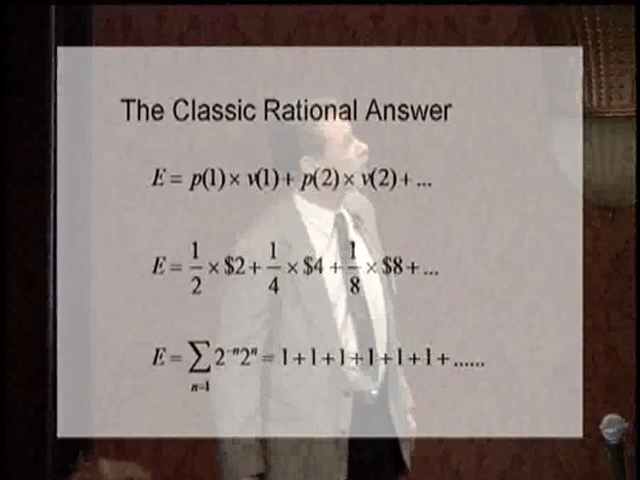 The Classic Rational Answer
E = p(1) × v(1) + p(2) × v(2) + ...
E = 1/2 × $2 + 1/4 × $4 + 1/8 × $8 + ...
E = ∑ 2⁻ⁿ2ⁿ = 1+1+1+1+1+1+......
n=1